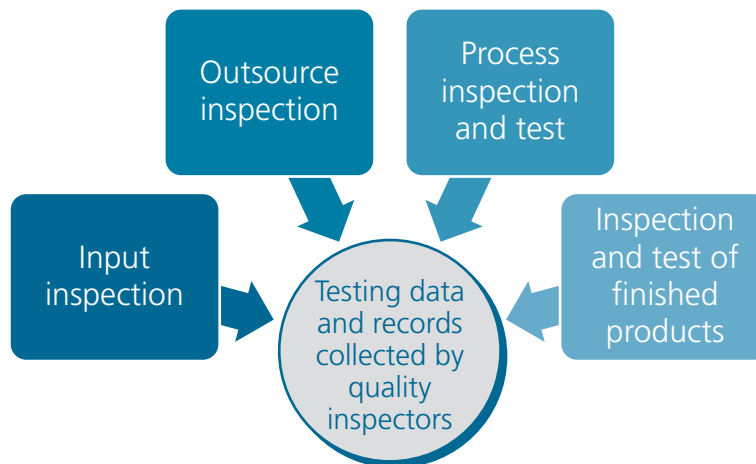 Outsource
inspection
Process
inspection
and test
Input
inspection
Inspection
and test of
finished
products
Testing data
and records
collected by
quality
inspectors